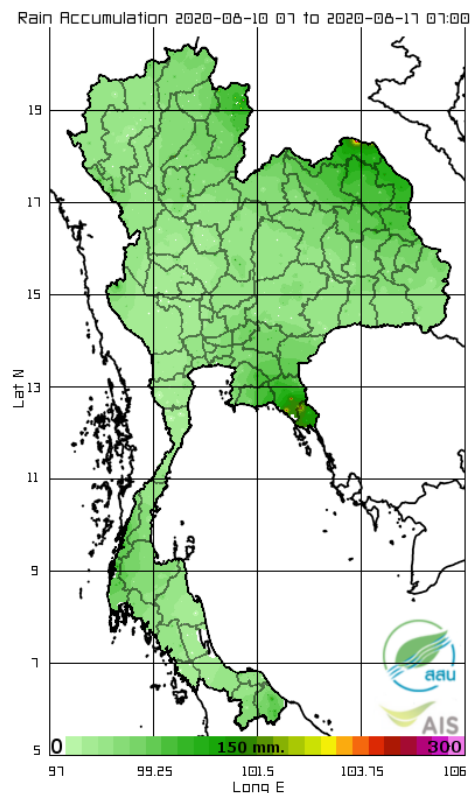 Rain Accumulation 2020-08-10 07 to 2020-08-17 07:00
19
17
15
Lat N
13
11
9
7
สสน
AIS
5
0 150 mm. 300
97 99.25 101.5 103.75 106
Long E